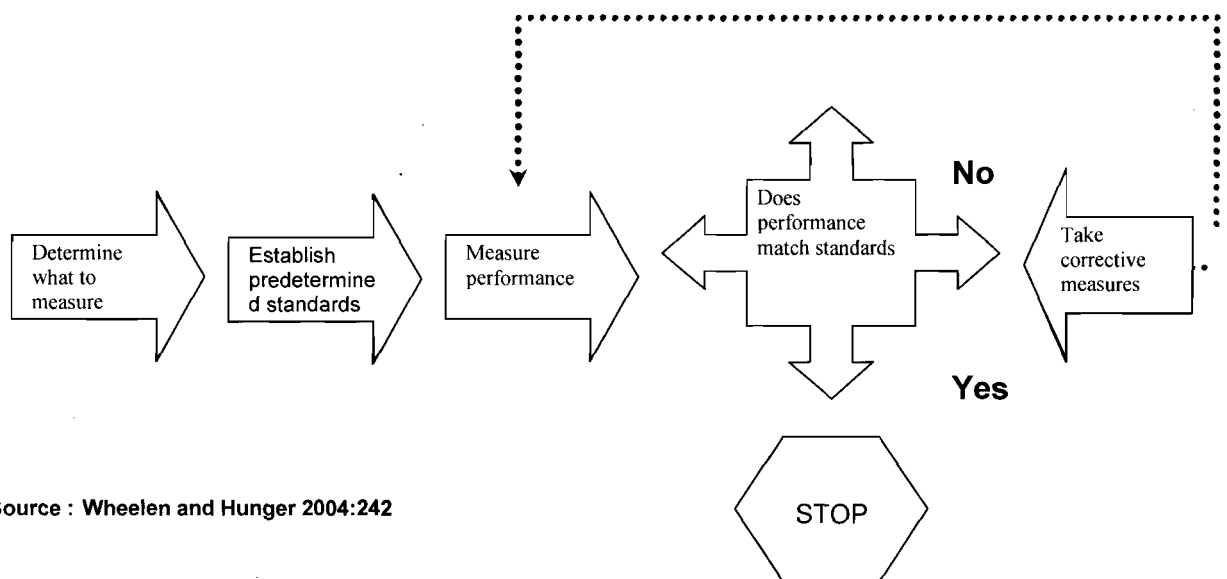 Determine
what to
measure
Establish
predetermine
d standards
Measure
performance
Does
performance
match standards
No
Take
corrective
measures
Yes
STOP
ource : Wheelen and Hunger 2004:242